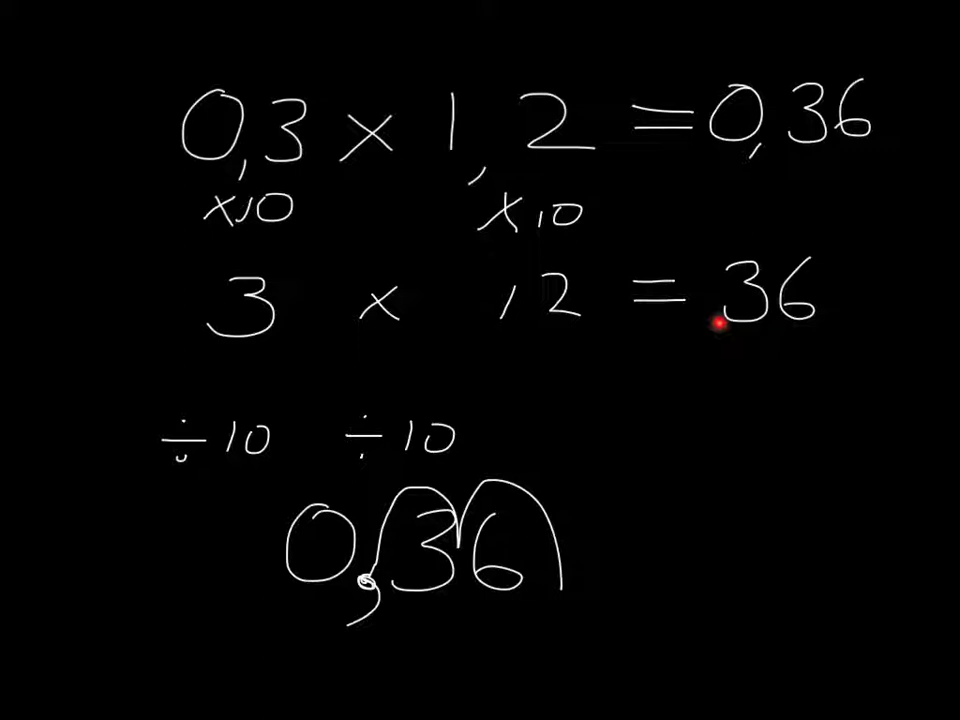 0,3 × 1,2 = 0,36
×10 ×10
3 × 12 = 36
÷10 ÷10
0,36